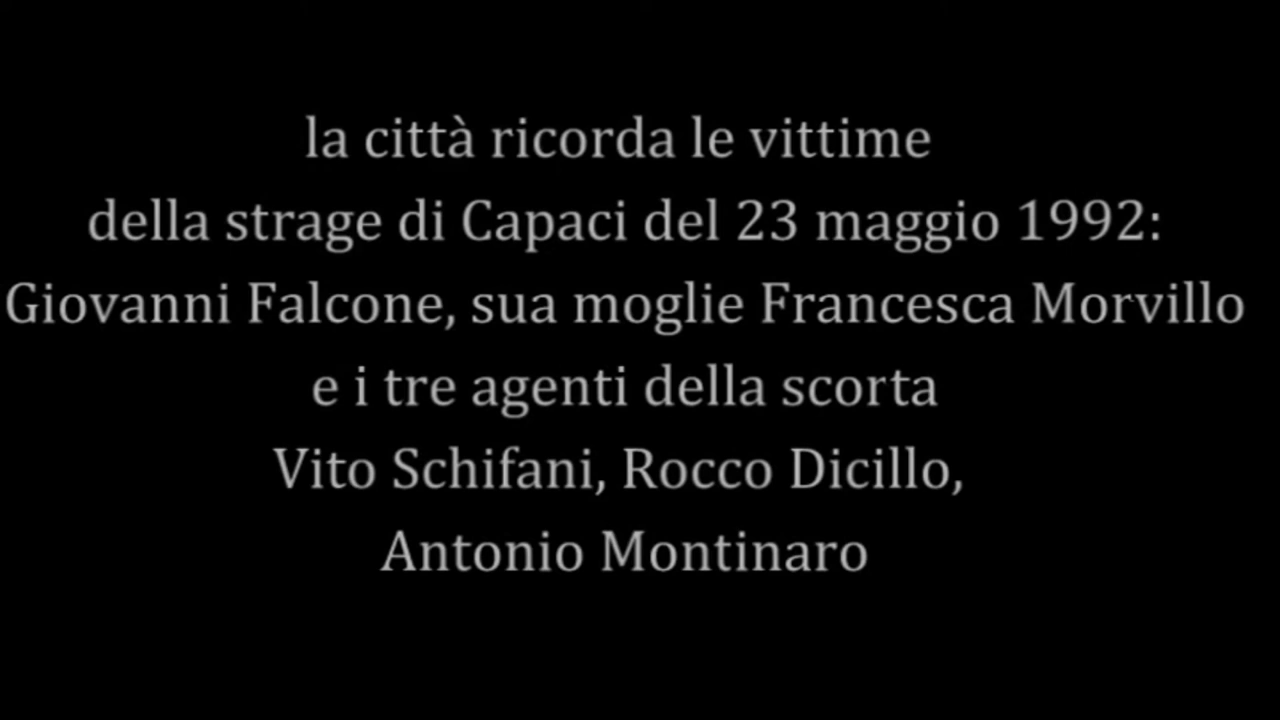 la città ricorda le vittime
della strage di Capaci del 23 maggio 1992:
Giovanni Falcone, sua moglie Francesca Morvillo
e i tre agenti della scorta
Vito Schifani, Rocco Dicillo,
Antonio Montinaro